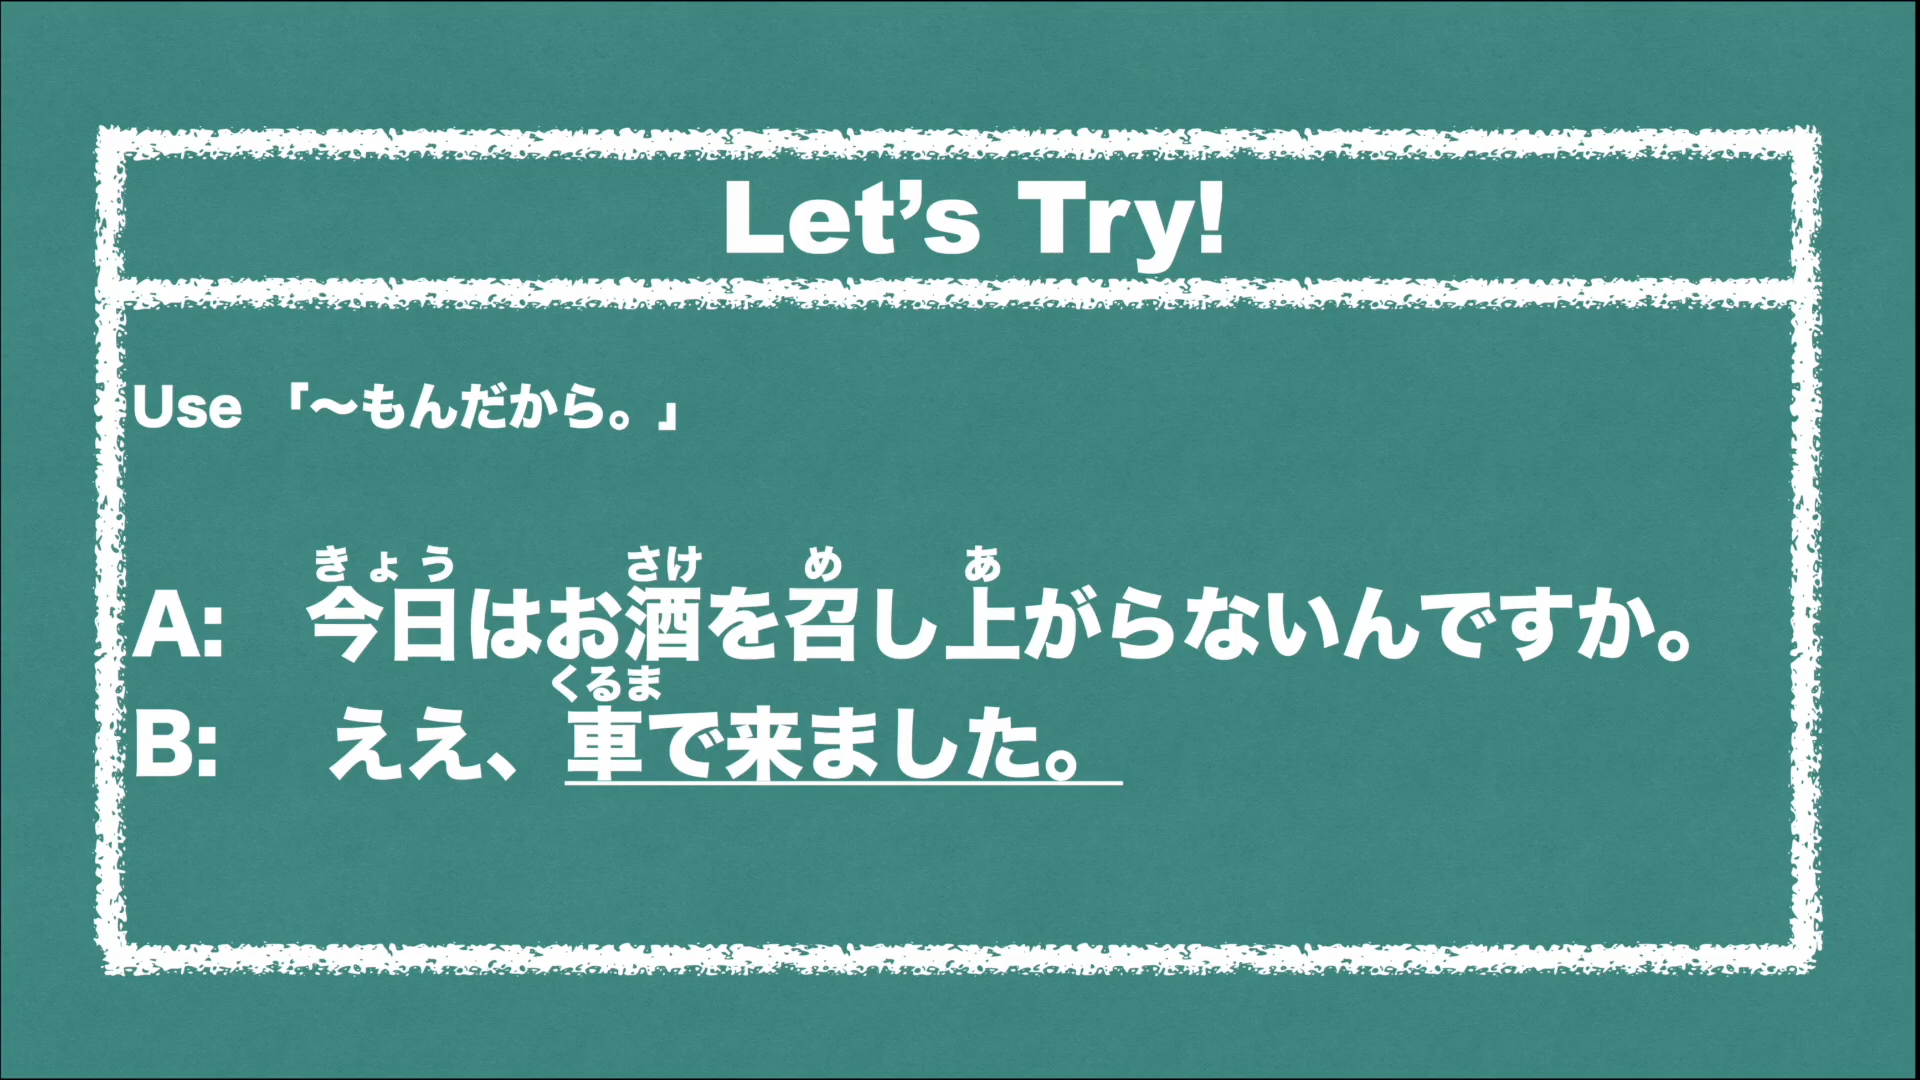 Let's Try!
Use 「〜もんだから。」
きょう さけ め あ
A: 今日はお酒を召し上がらないんですか。
くるま
B: ええ、車で来ました。